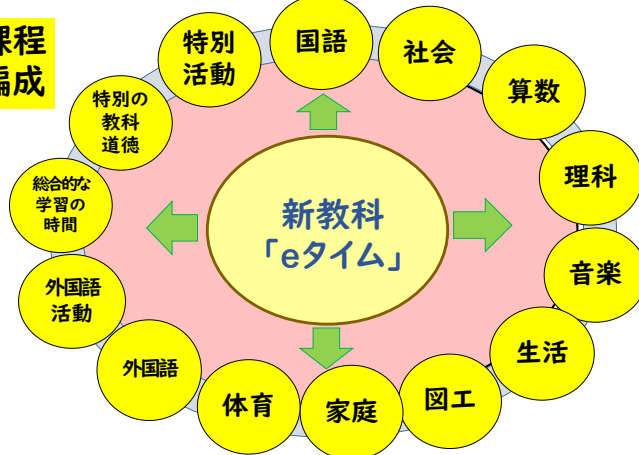 課程
編成
国語
社会
算数
理科
音楽
生活
図工
家庭
体育
外国語
外国語
活動
総合的な
学習の
時間
特別の
教科
道徳
特別
活動
新教科
「eタイム」